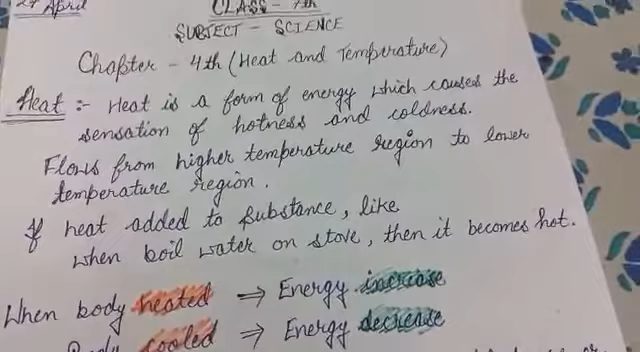 27 April
CLASS - 7th
SUBJECT - SCIENCE
Chapter - 4th (Heat and Temperature)
Heat :- Heat is a form of energy which causes the
sensation of hotness and coldness.
Flows from higher temperature region to lower
temperature region.
If heat added to substance, like
when boil water on stove, then it becomes hot.
When body heated ⇒ Energy increase
Body cooled ⇒ Energy decrease